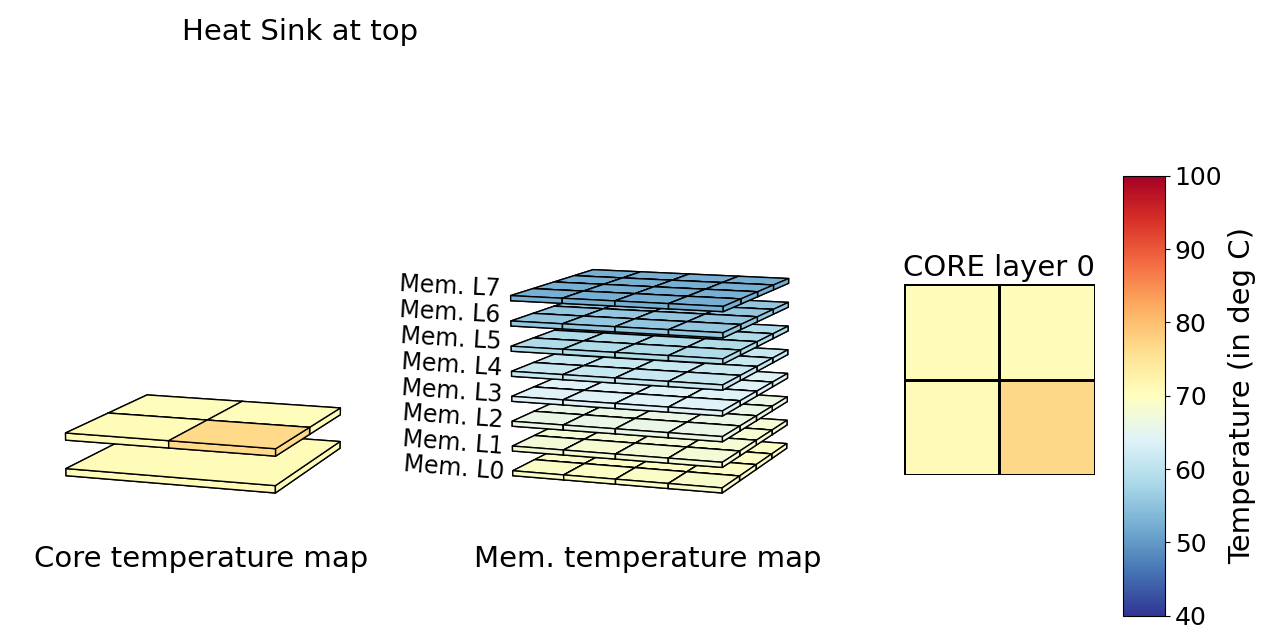 Heat Sink at top
Mem. L7
Mem. L6
Mem. L5
Mem. L4
Mem. L3
Mem. L2
Mem. L1
Mem. L0
Core temperature map
Mem. temperature map
CORE layer 0
100
90
80
70
60
50
40
Temperature (in deg C)